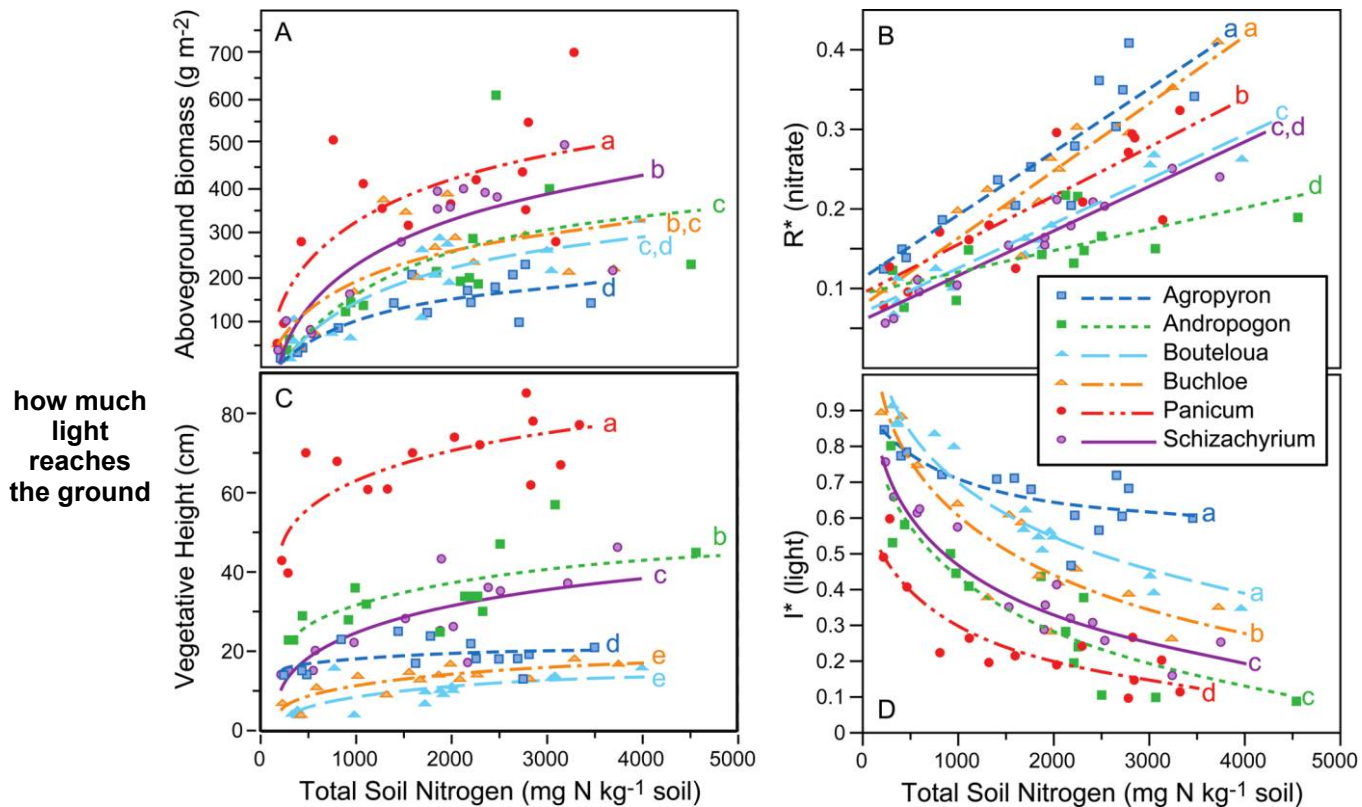 A
Aboveground Biomass (g m-2)
700
600
500
400
300
200
100
a
b
c
b,c
c,d
d
B
R* (nitrate)
0.4
0.3
0.2
0.1
a
a
b
c
c,d
d
Agropyron
Andropogon
Bouteloua
Buchloe
Panicum
Schizachyrium
how much
light
reaches
the ground
C
Vegetative Height (cm)
80
60
40
20
0
a
b
c
d
e
e
0 1000 2000 3000 4000 5000
Total Soil Nitrogen (mg N kg-1 soil)
D
I* (light)
0.9
0.8
0.7
0.6
0.5
0.4
0.3
0.2
0.1
0
a
a
b
c
d
c
0 1000 2000 3000 4000 5000
Total Soil Nitrogen (mg N kg-1 soil)